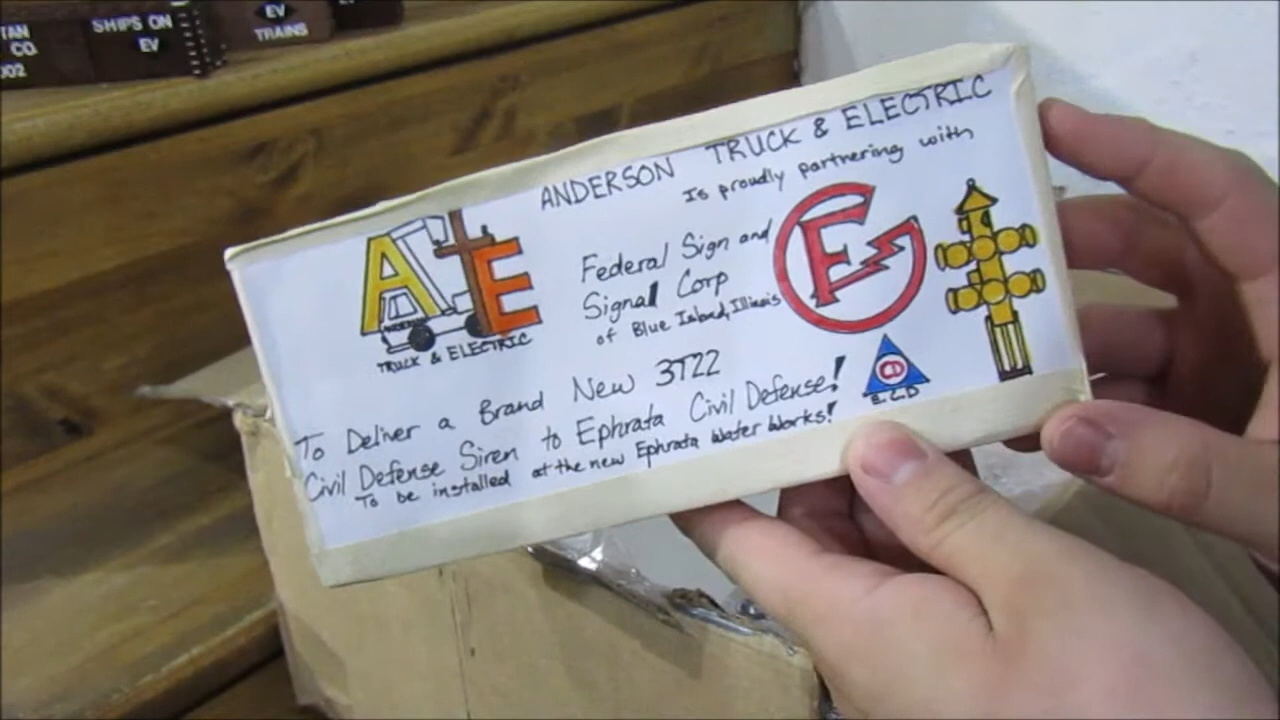 TAN
CO.
002
SHIPS ON
EV
EV
TRAINS
ANDERSON TRUCK & ELECTRIC
Is proudly partnering with
AE
ANDERSON
TRUCK & ELECTRIC
Federal Sign and
Signal Corp
of Blue Island, Illinois
F
CD
E.C.D
To Deliver a Brand New 3T22
Civil Defense Siren to Ephrata Civil Defense!
To be installed at the new Ephrata Water Works!